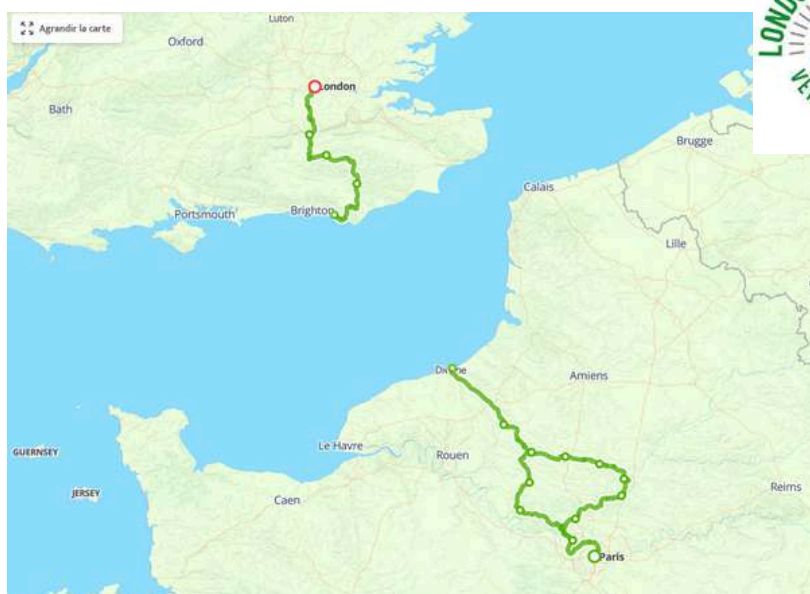 Agrandir la carte
Luton
Oxford
LOND
London
Bath
Brugge
Calais
Portsmouth
Brighton
Lille
Amiens
Le Havre
Rouen
GUERNSEY
Reims
JERSEY
Caen
Paris